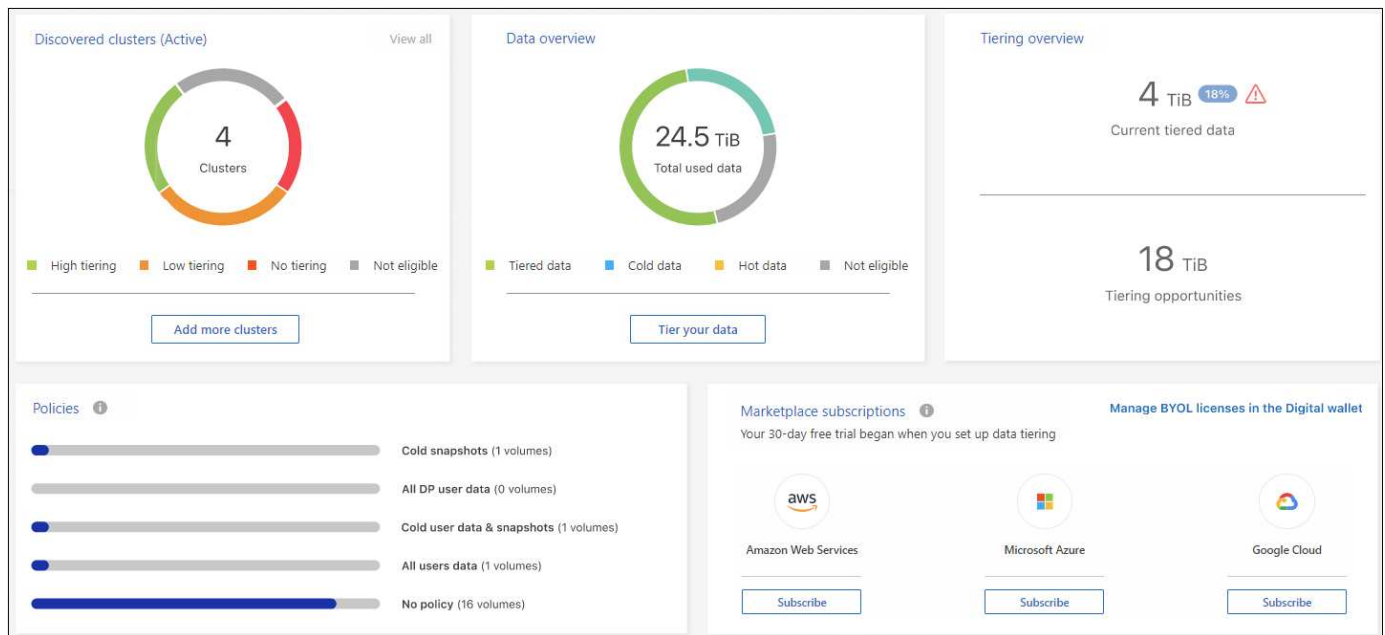 Discovered clusters (Active)
View all
4
Clusters
High tiering
Low tiering
No tiering
Not eligible
Add more clusters
Data overview
24.5 TiB
Total used data
Tiered data
Cold data
Hot data
Not eligible
Tier your data
Tiering overview
4 TiB 18%
Current tiered data
18 TiB
Tiering opportunities
Policies
Cold snapshots (1 volumes)
All DP user data (0 volumes)
Cold user data & snapshots (1 volumes)
All users data (1 volumes)
No policy (16 volumes)
Marketplace subscriptions
Manage BYOL licenses in the Digital wallet
Your 30-day free trial began when you set up data tiering
aws
Amazon Web Services
Subscribe
Microsoft Azure
Subscribe
Google Cloud
Subscribe